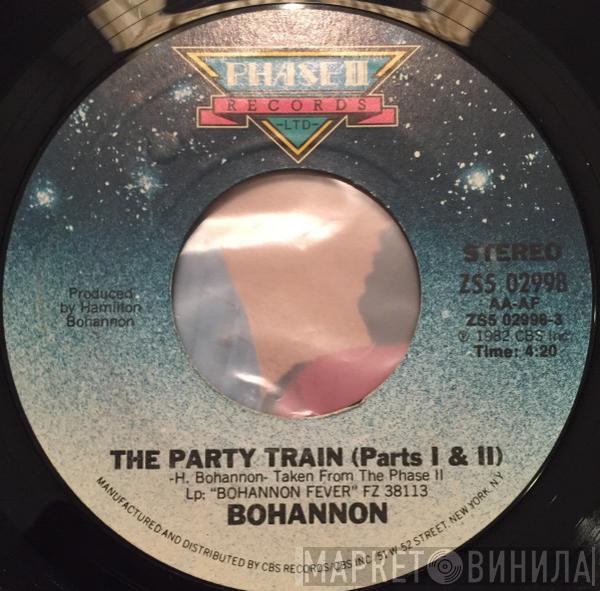 PHASE II
RECORDS
-LTD-
STEREO
ZS5 02998
AA-AF
ZS5 02998-3
℗ 1982 CBS Inc.
Time: 4:20
Produced
by Hamilton
Bohannon
THE PARTY TRAIN (Parts I & II)
-H. Bohannon- Taken From The Phase II
Lp: "BOHANNON FEVER" FZ 38113
BOHANNON
MANUFACTURED AND DISTRIBUTED BY CBS RECORDS/CBS INC./51 W. 52 STREET, NEW YORK, N.Y.
МАРКЕТ ВИНИЛА